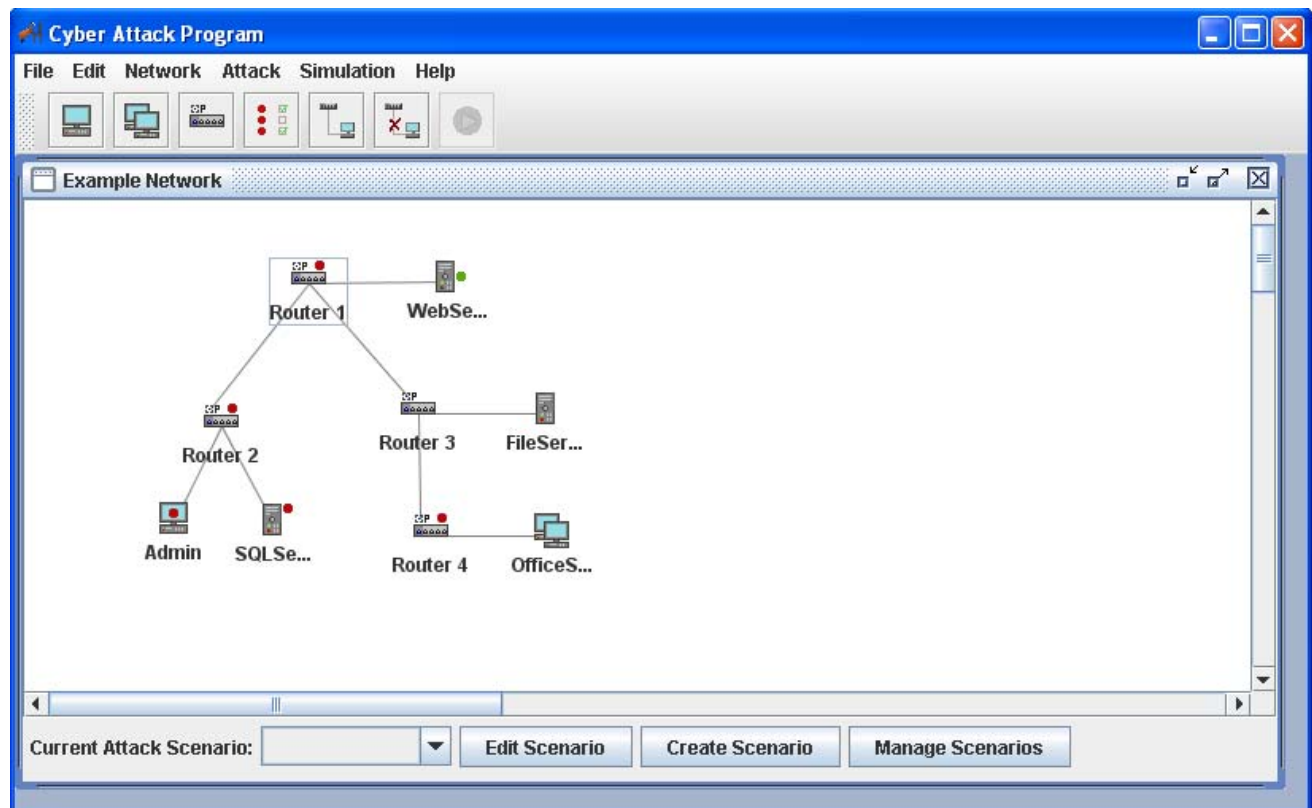 Cyber Attack Program
File Edit Network Attack Simulation Help
Example Network
Router 1
WebSe...
Router 2
Router 3
FileSer...
Admin
SQLSe...
Router 4
OfficeS...
Current Attack Scenario:
Edit Scenario
Create Scenario
Manage Scenarios